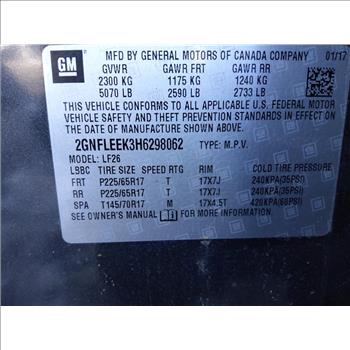 GM
MFD BY GENERAL MOTORS OF CANADA COMPANY 01/17
GVWR GAWR FRT GAWR RR
2300 KG 1175 KG 1240 KG
5070 LB 2590 LB 2733 LB
THIS VEHICLE CONFORMS TO ALL APPLICABLE U.S. FEDERAL MOTOR
VEHICLE SAFETY AND THEFT PREVENTION STANDARDS IN EFFECT ON
THE DATE OF MANUFACTURE SHOWN ABOVE.
2GNFLEEK3H6298062 TYPE: M.P.V.
MODEL: LF26
L9BC TIRE SIZE SPEED RTG RIM COLD TIRE PRESSURE
FRT P225/65R17 T 17X7J 240KPA(35PSI)
RR P225/65R17 T 17X7J 240KPA(35PSI)
SPA T145/70R17 M 17X4.5T 420KPA(60PSI)
SEE OWNER'S MANUAL FOR ADDITIONAL INFORMATION